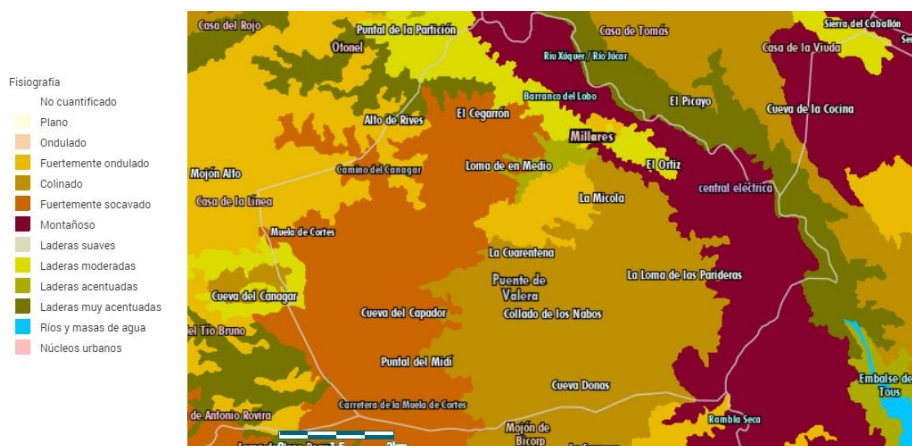 Fisiografía
No cuantificado
Plano
Ondulado
Fuertemente ondulado
Colinado
Fuertemente socavado
Montañoso
Laderas suaves
Laderas moderadas
Laderas acentuadas
Laderas muy acentuadas
Ríos y masas de agua
Núcleos urbanos
Casa del Rojo
Puntal de la Partición
Casa de Tomás
Sierra del Caballón
Otonel
Casa de la Viuda
Riu Xúquer / Río Júcar
Barranco del Lobo
El Picayo
El Cegarrón
Cueva de la Cocina
Alto de Rives
Millares
Mojón Alto
Camino del Canagar
Loma de en Medio
El Ortiz
central eléctrica
Casa de la Línea
La Micola
Muela de Cortes
La Cuarentena
La Loma de las Parideras
Puente de
Valera
Cueva del Canagar
Cueva del Capador
Collado de los Nabos
del Tío Bruno
Puntal del Midí
Embalse de
Tous
Cueva Donas
Carretera de la Muela de Cortes
de Antonio Rovira
Rambla Seca
Mojón de
Bicorp